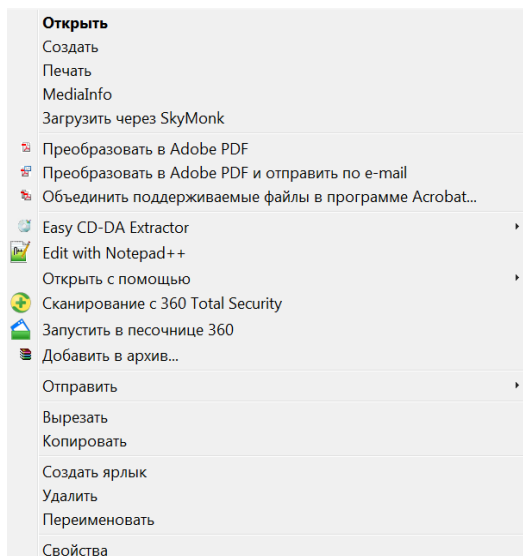 Открыть
Создать
Печать
MediaInfo
Загрузить через SkyMonk
Преобразовать в Adobe PDF
Преобразовать в Adobe PDF и отправить по e-mail
Объединить поддерживаемые файлы в программе Acrobat...
Easy CD-DA Extractor
Edit with Notepad++
Открыть с помощью
Сканирование с 360 Total Security
Запустить в песочнице 360
Добавить в архив...
Отправить
Вырезать
Копировать
Создать ярлык
Удалить
Переименовать
Свойства